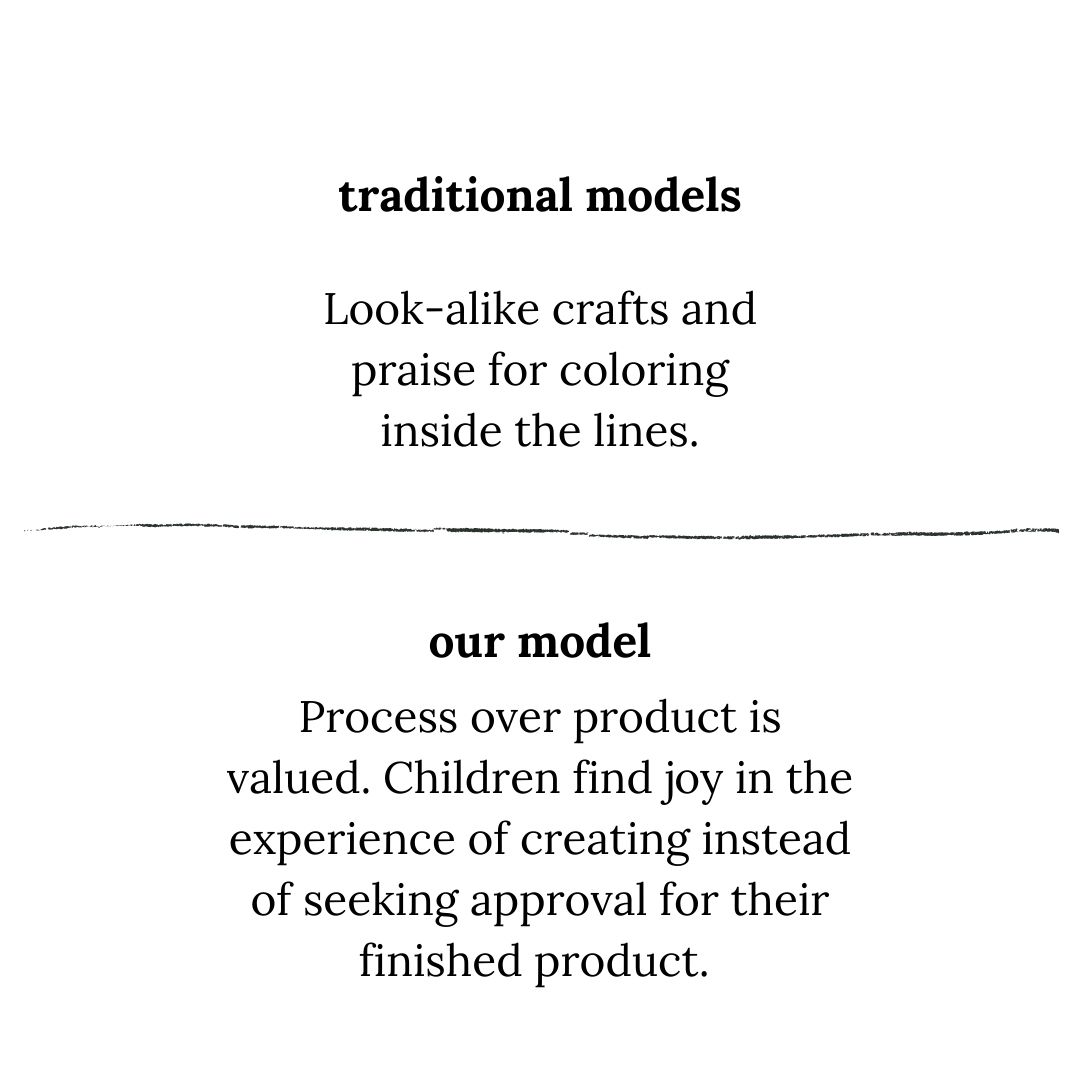 traditional models
Look-alike crafts and
praise for coloring
inside the lines.
our model
Process over product is
valued. Children find joy in the
experience of creating instead
of seeking approval for their
finished product.